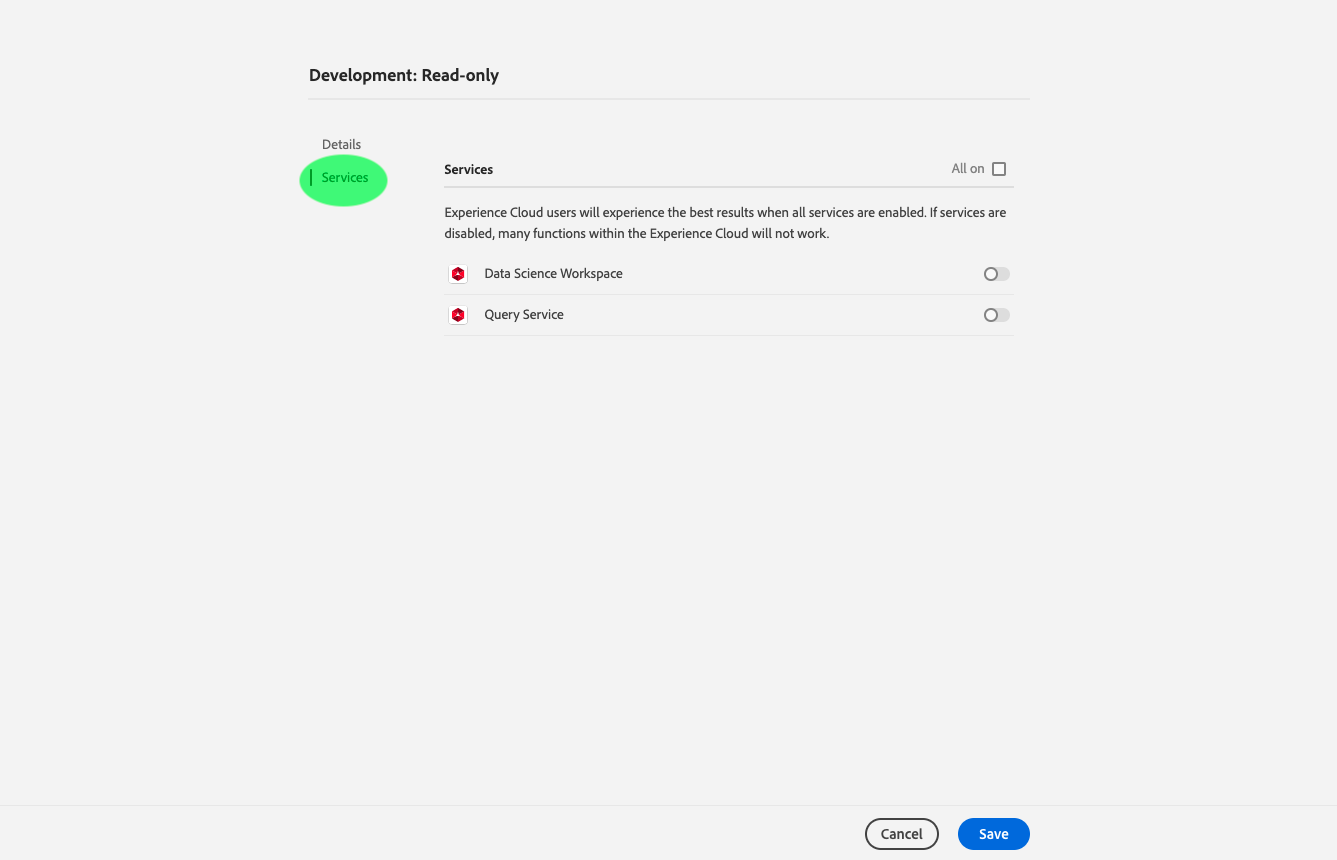 Development: Read-only
Details
Services
Services
All on
Experience Cloud users will experience the best results when all services are enabled. If services are
disabled, many functions within the Experience Cloud will not work.
Data Science Workspace
Query Service
Cancel
Save